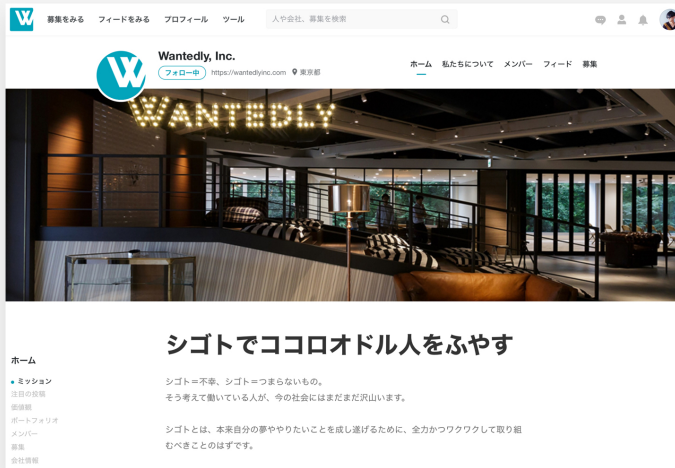 W 募集をみる フィードをみる プロフィール ツール 人や会社、募集を検索
W Wantedly, Inc.
フォロー中 https://wantedlyinc.com 東京都
ホーム 私たちについて メンバー フィード 募集
WANTEDLY
シゴトでココロオドル人をふやす
シゴト＝不幸、シゴト＝つまらないもの。
そう考えて働いている人が、今の社会にはまだまだ沢山います。
シゴトとは、本来自分の夢ややりたいことを成し遂げるために、全力かつワクワクして取り組
むべきことのはずです。
ホーム
ミッション
注目の投稿
価値観
ポートフォリオ
メンバー
募集
会社情報